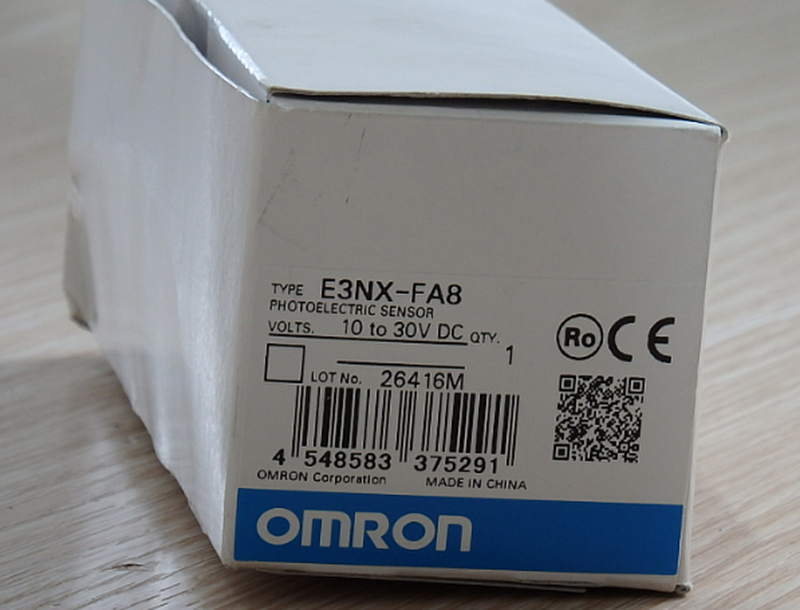 TYPE E3NX-FA8
PHOTOELECTRIC SENSOR
VOLTS. 10 to 30V DC QTY. 1
LOT No. 26416M
Ro CE
4 548583 375291
OMRON Corporation MADE IN CHINA
OMRON